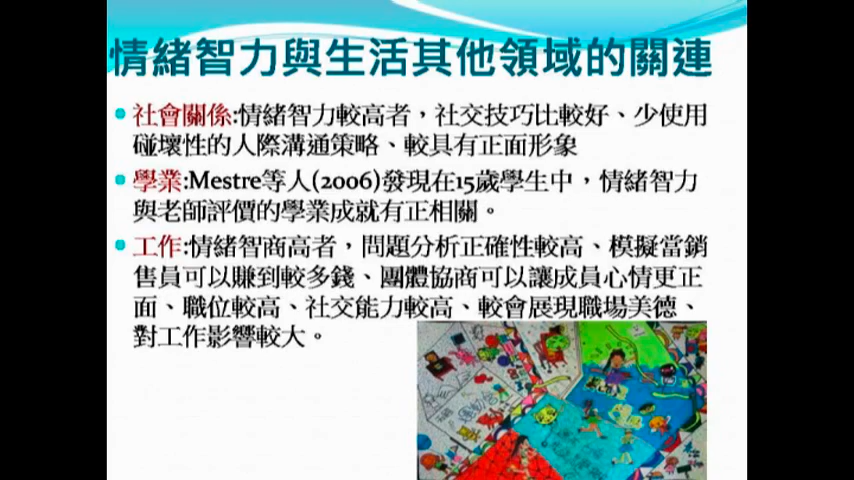 情緒智力與生活其他領域的關連
社會關係:情緒智力較高者，社交技巧比較好、少使用
碰壞性的人際溝通策略、較具有正面形象
學業:Mestre等人(2006)發現在15歲學生中，情緒智力
與老師評價的學業成就有正相關。
工作:情緒智商高者，問題分析正確性較高、模擬當銷
售員可以賺到較多錢、團體協商可以讓成員心情更正
面、職位較高、社交能力較高、較會展現職場美德、
對工作影響較大。